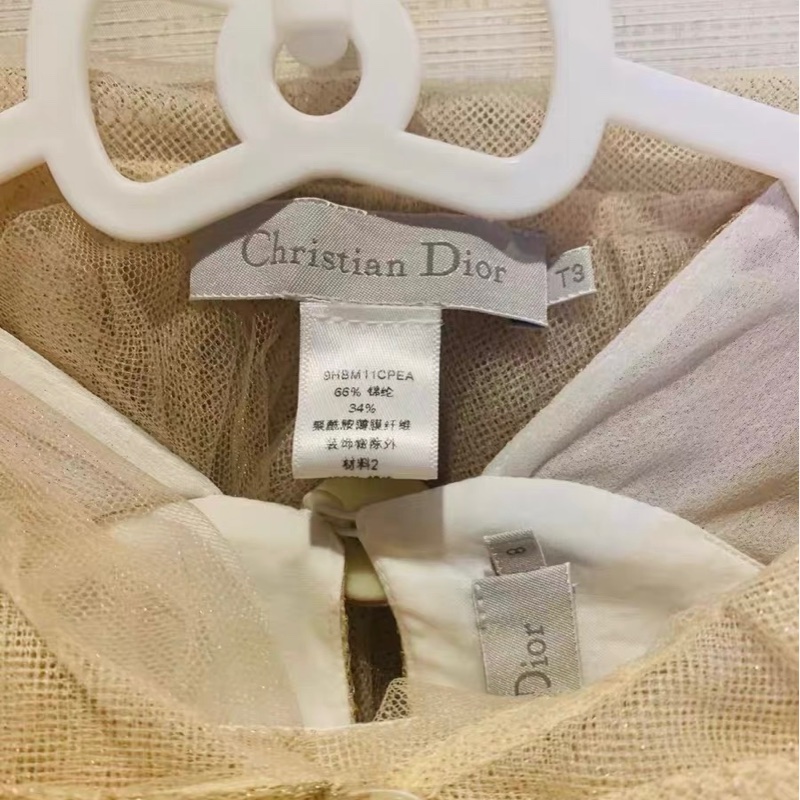 Christian Dior
T3
9HBM11CPEA
66% 锦纶
34%
聚酰胺薄膜纤维
装饰物除外
材料2
8
Dior